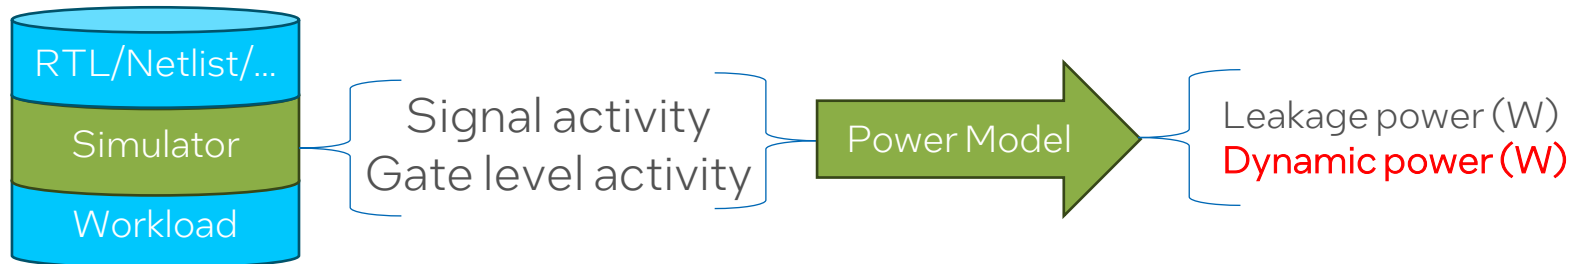 RTL/Netlist/...
Simulator
Workload
Signal activity
Gate level activity
Power Model
Leakage power (W)
Dynamic power (W)